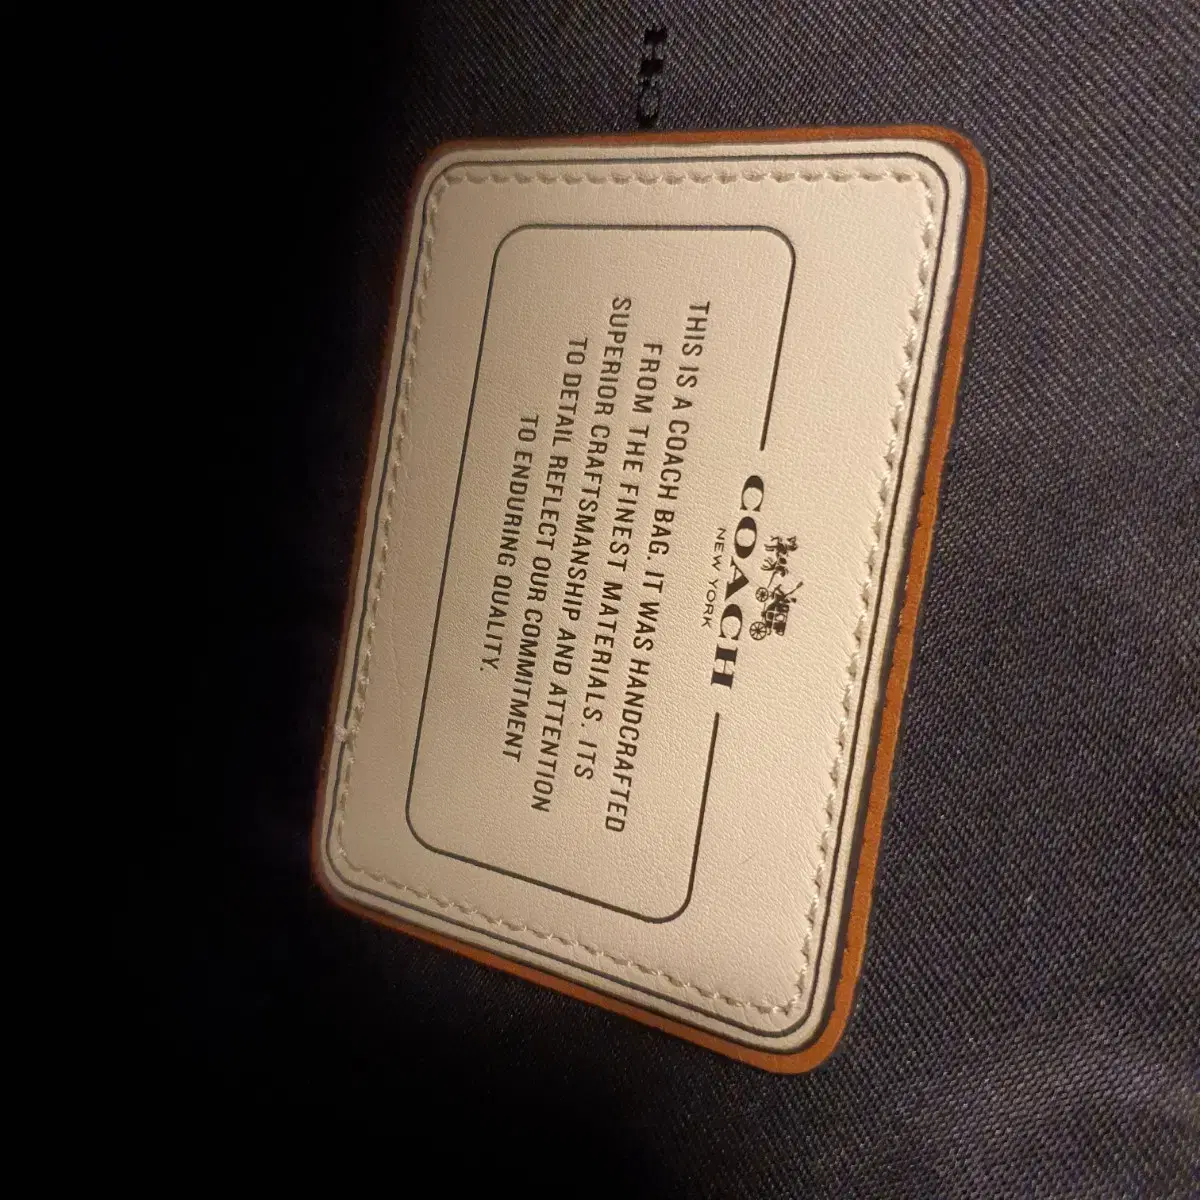 CH
COACH
NEW YORK
THIS IS A COACH BAG. IT WAS HANDCRAFTED
FROM THE FINEST MATERIALS. ITS
SUPERIOR CRAFTSMANSHIP AND ATTENTION
TO DETAIL REFLECT OUR COMMITMENT
TO ENDURING QUALITY.